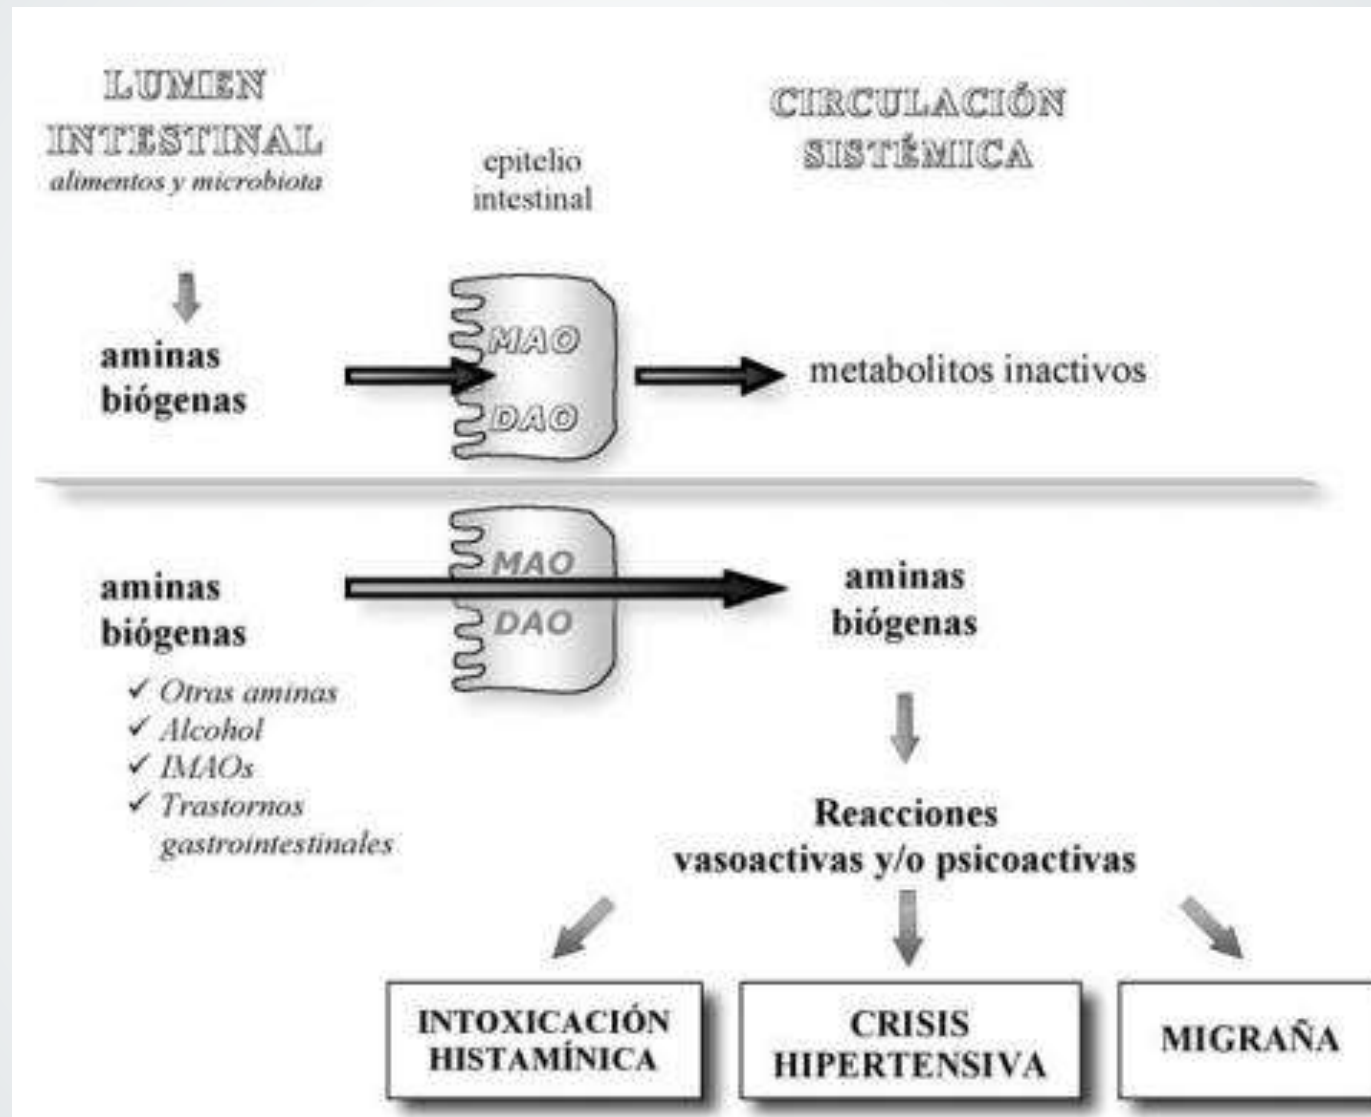 LUMEN
INTESTINAL
alimentos y microbiota
epitelio
intestinal
CIRCULACIÓN
SISTÉMICA
aminas
biógenas
MAO
DAO
metabolitos inactivos
aminas
biógenas
✓ Otras aminas
✓ Alcohol
✓ IMAOs
✓ Trastornos
gastrointestinales
MAO
DAO
aminas
biógenas
Reacciones
vasoactivas y/o psicoactivas
INTOXICACIÓN
HISTAMÍNICA
CRISIS
HIPERTENSIVA
MIGRAÑA